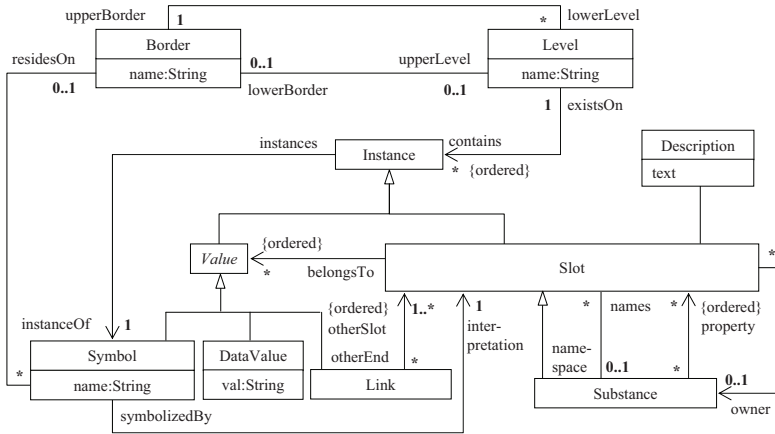 upperBorder
1
*
lowerLevel
Border
Level
residesOn
name:String
0..1
upperLevel
name:String
0..1
lowerBorder
0..1
1
existsOn
instances
contains
Instance
* {ordered}
Description
text
Value
{ordered}
*
belongsTo
Slot
*
{ordered}
otherSlot
1..*
1
inter-
pretation
*
names
*
{ordered}
property
instanceOf
1
Symbol
name:String
DataValue
val:String
otherEnd
*
Link
name-
space
0..1
*
0..1
Substance
owner
*
symbolizedBy